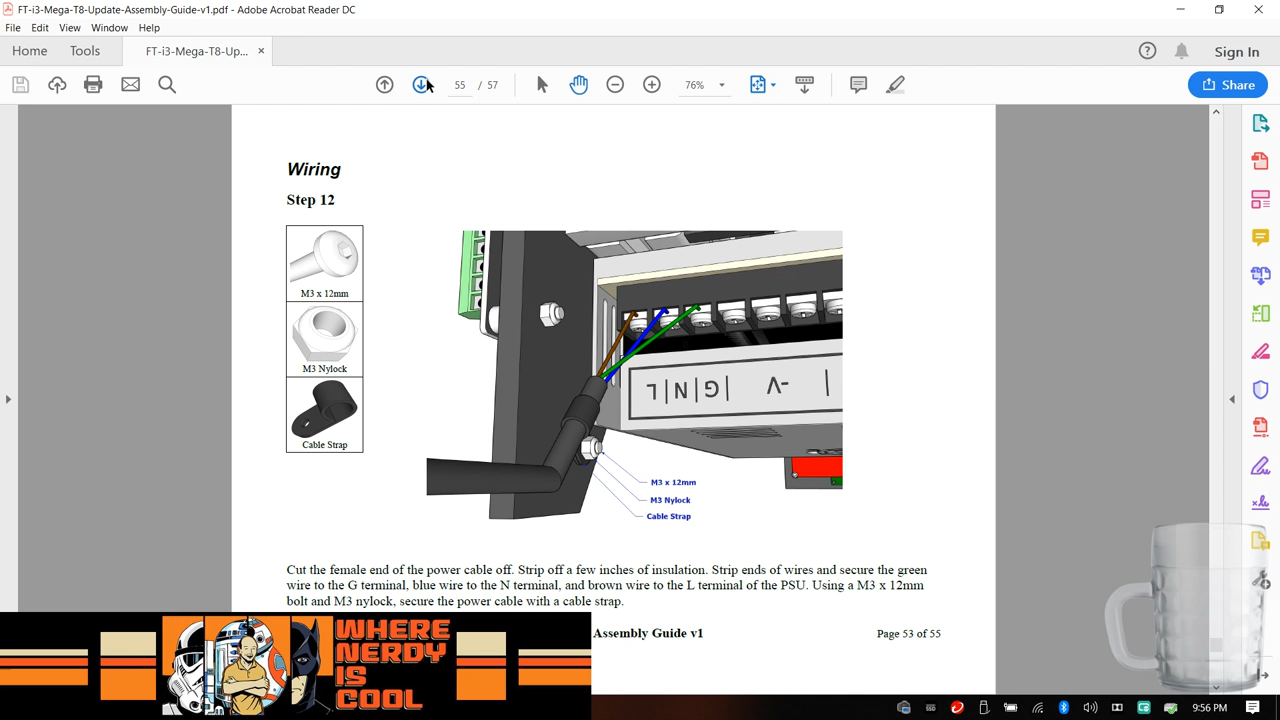 FT-i3-Mega-T8-Update-Assembly-Guide-v1.pdf - Adobe Acrobat Reader DC
File Edit View Window Help
Home Tools FT-i3-Mega-T8-Up... × Sign In
55 / 57 76% Share
Wiring
Step 12
M3 x 12mm
M3 Nylock
Cable Strap
L|N|G| -V |
M3 x 12mm
M3 Nylock
Cable Strap
Cut the female end of the power cable off. Strip off a few inches of insulation. Strip ends of wires and secure the green
wire to the G terminal, blue wire to the N terminal, and brown wire to the L terminal of the PSU. Using a M3 x 12mm
bolt and M3 nylock, secure the power cable with a cable strap.
Assembly Guide v1 Page 53 of 55
WHERE
NERDY
IS
COOL
9:56 PM